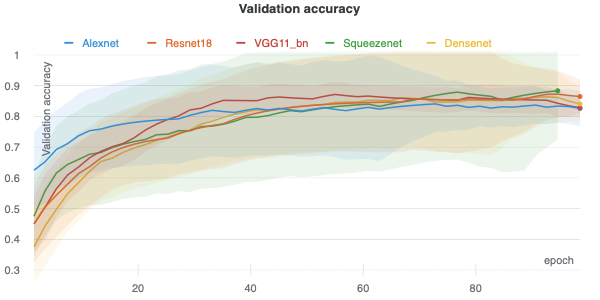 Validation accuracy
Alexnet Resnet18 VGG11_bn Squeezenet Densenet
Validation accuracy
1
0.9
0.8
0.7
0.6
0.5
0.4
0.3
epoch
20 40 60 80